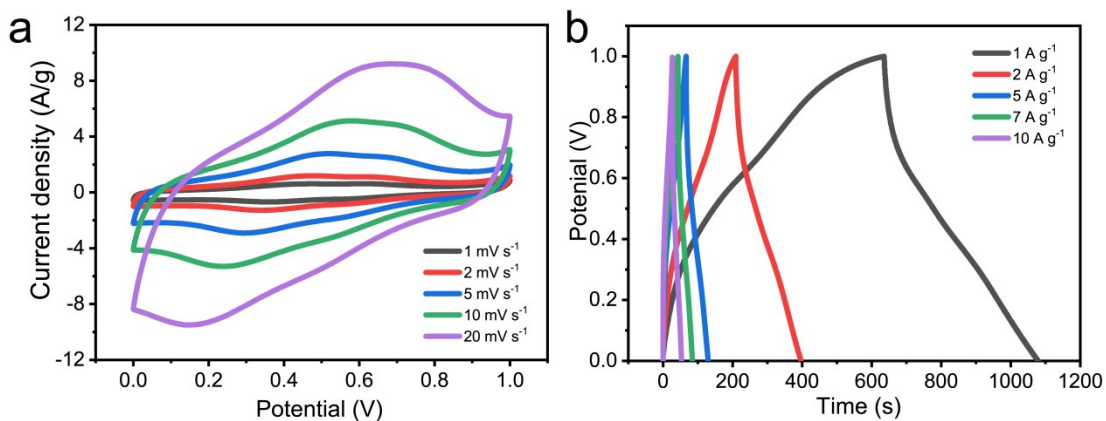 a
12
8
4
0
-4
-8
-12
Current density (A/g)
0.0 0.2 0.4 0.6 0.8 1.0
Potential (V)
1 mV s⁻¹
2 mV s⁻¹
5 mV s⁻¹
10 mV s⁻¹
20 mV s⁻¹
b
1.0
0.8
0.6
0.4
0.2
0.0
Potenial (V)
0 200 400 600 800 1000 1200
Time (s)
1 A g⁻¹
2 A g⁻¹
5 A g⁻¹
7 A g⁻¹
10 A g⁻¹